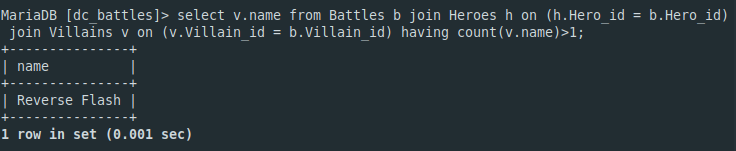 MariaDB [dc_battles]> select v.name from Battles b join Heroes h on (h.Hero_id = b.Hero_id)
 join Villains v on (v.Villain_id = b.Villain_id) having count(v.name)>1;
+---------------+
| name          |
+---------------+
| Reverse Flash |
+---------------+
1 row in set (0.001 sec)